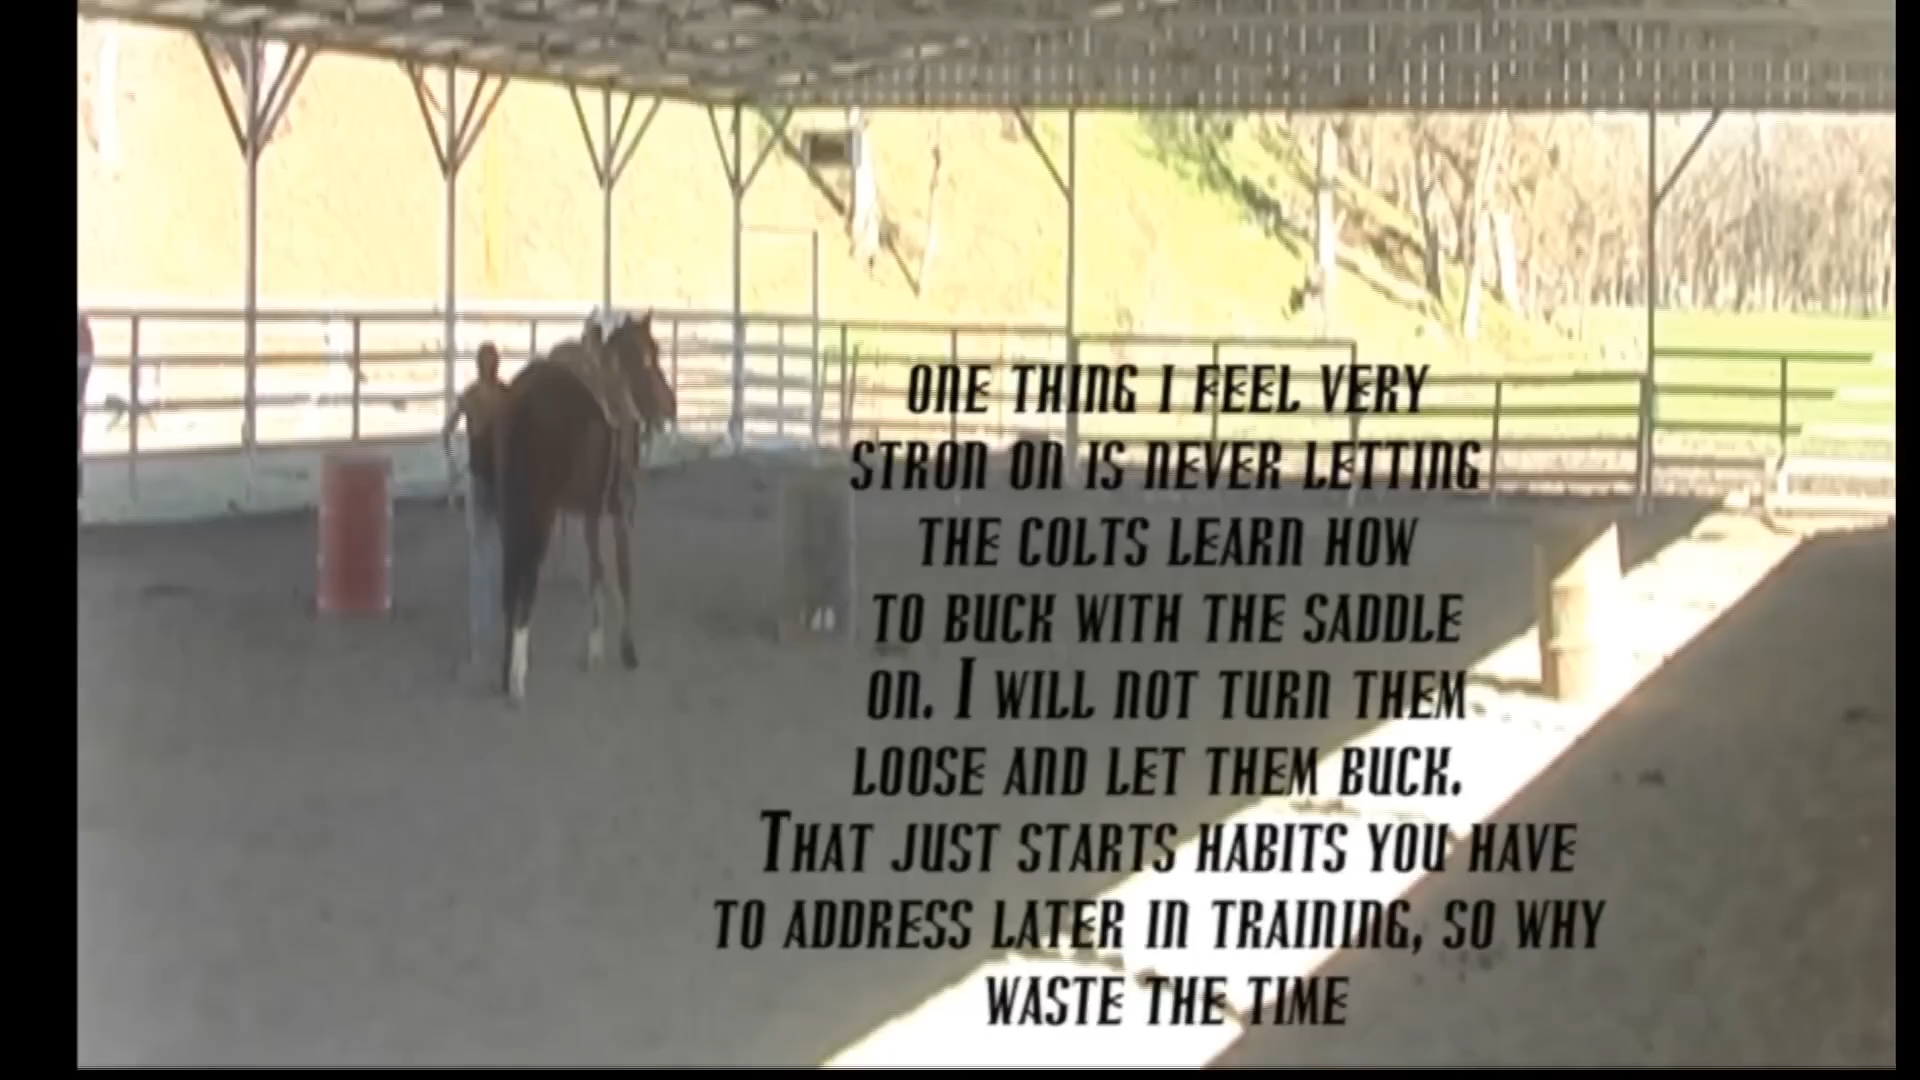 ONE THING I FEEL VERY
STRON ON IS NEVER LETTING
THE COLTS LEARN HOW
TO BUCK WITH THE SADDLE
ON. I WILL NOT TURN THEM
LOOSE AND LET THEM BUCK.
THAT JUST STARTS HABITS YOU HAVE
TO ADDRESS LATER IN TRAINING, SO WHY
WASTE THE TIME